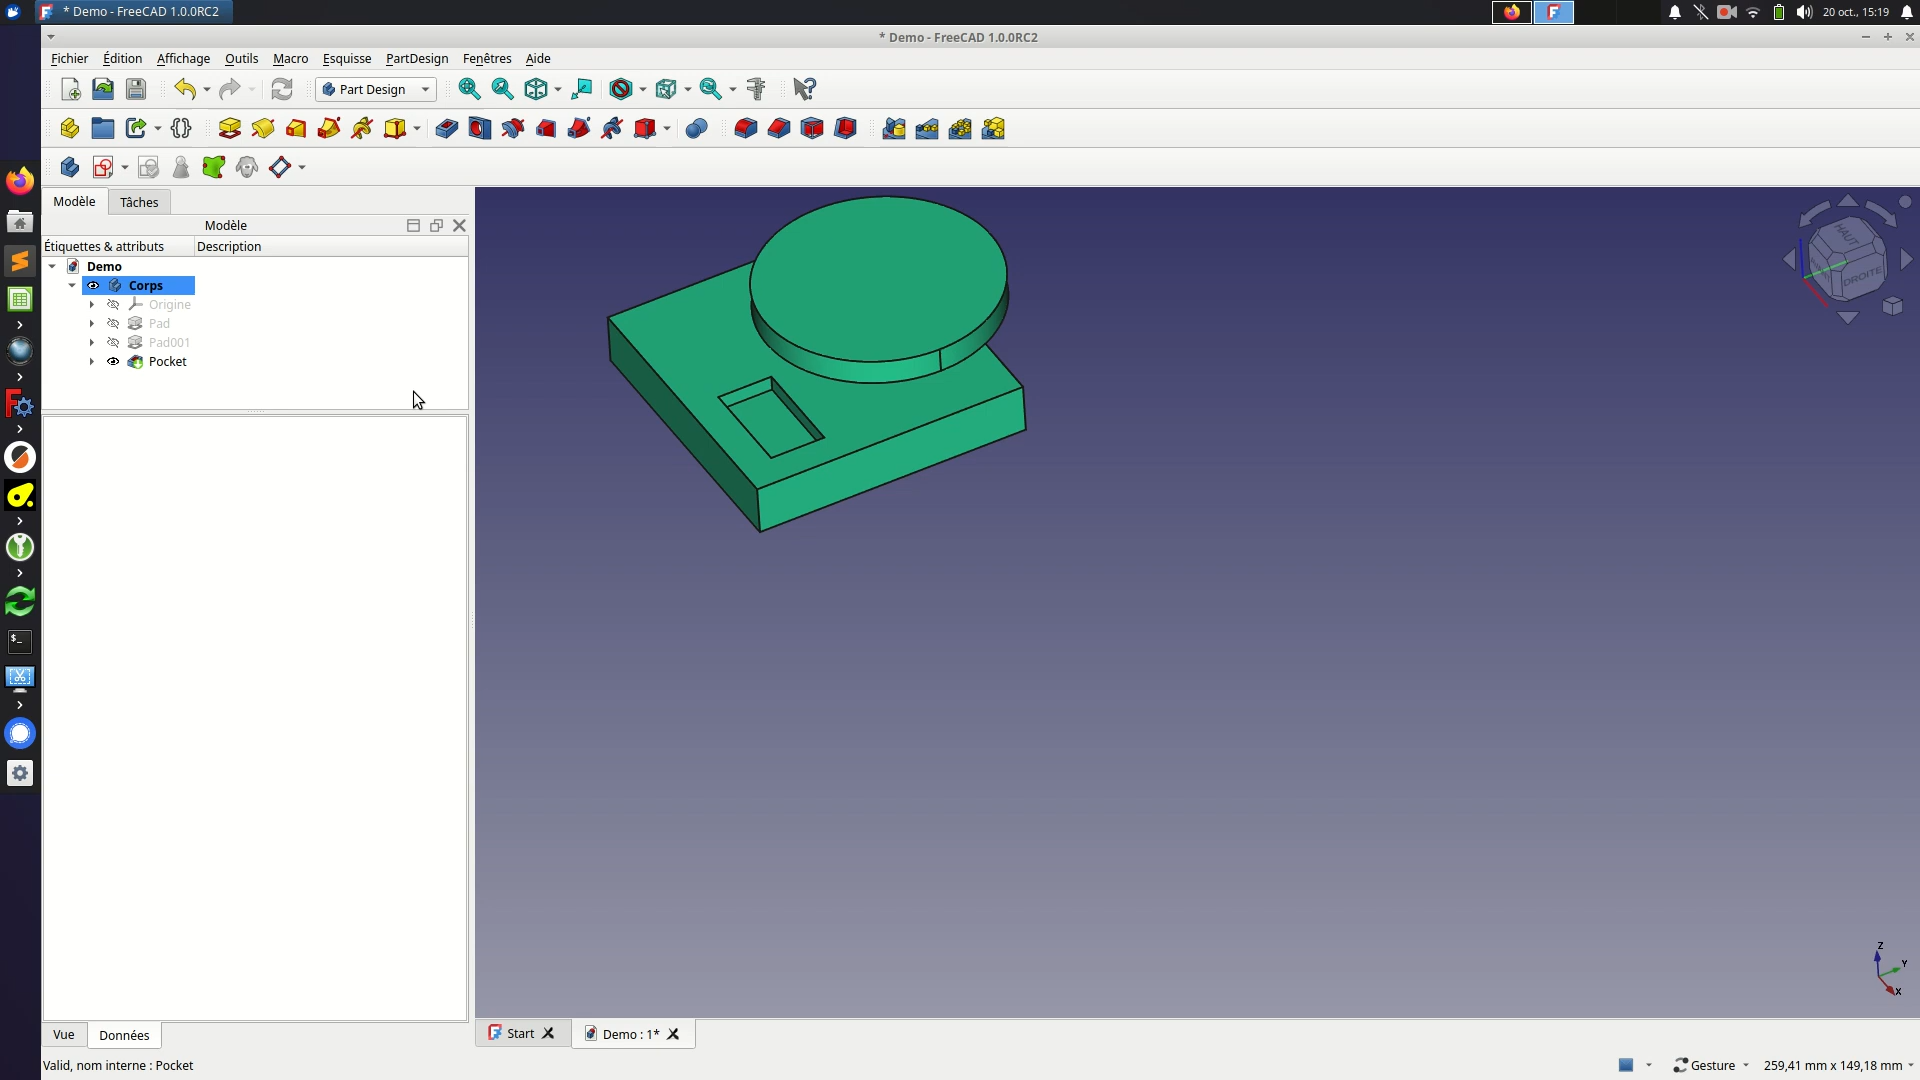 * Demo - FreeCAD 1.0.0RC2
20 oct., 15:19
* Demo - FreeCAD 1.0.0RC2
Fichier Édition Affichage Outils Macro Esquisse PartDesign Fenêtres Aide
Part Design
Modèle Tâches
Modèle
Étiquettes & attributs Description
Demo
Corps
Origine
Pad
Pad001
Pocket
HAUT
DROITE
Z
Y
X
Vue Données
Start Demo : 1*
Valid, nom interne : Pocket
Gesture 259,41 mm x 149,18 mm